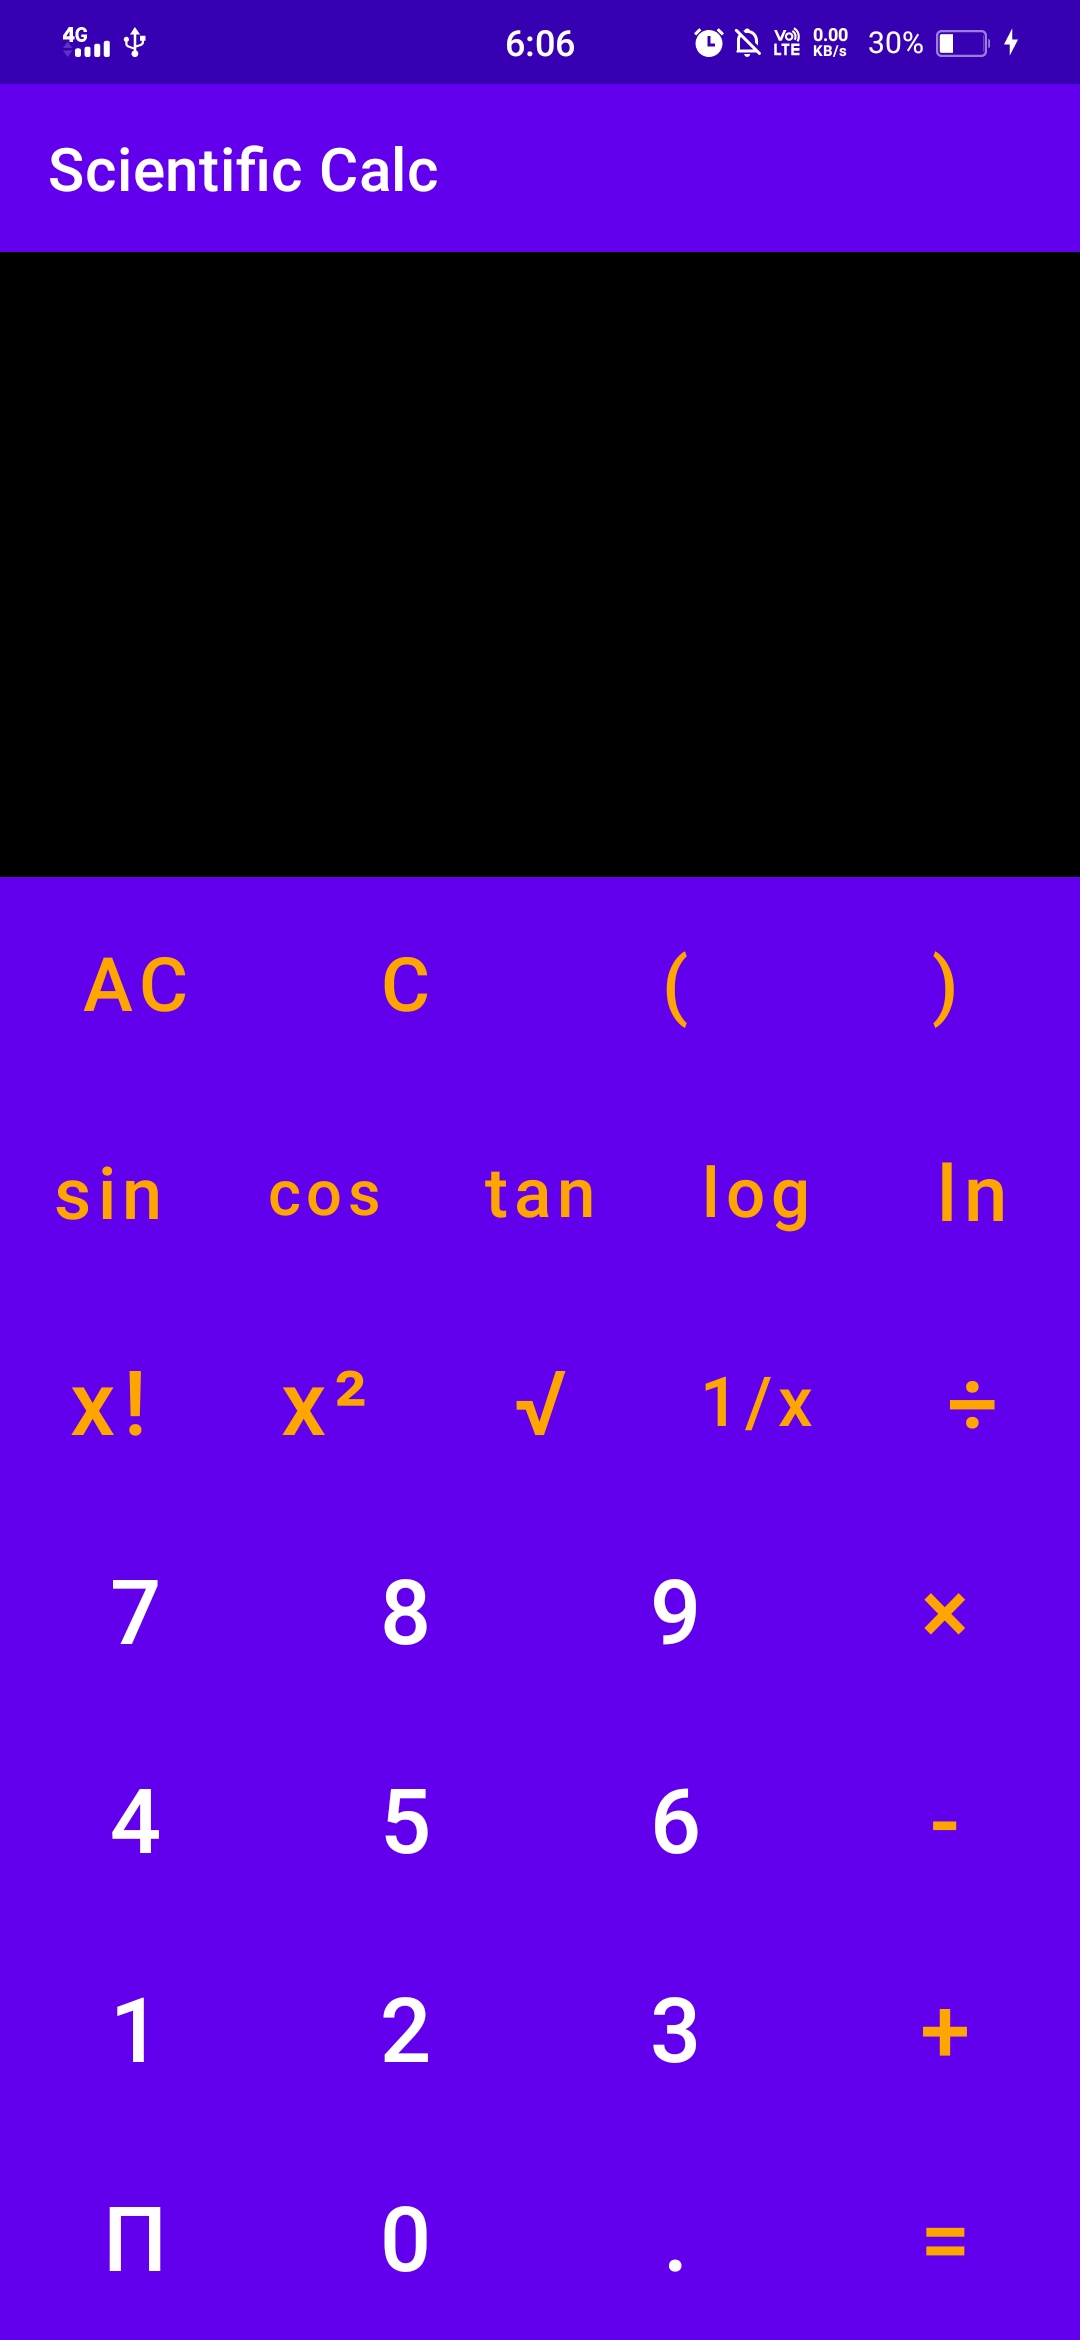 4G 6:06 Vo) LTE 0.00 KB/s 30%
Scientific Calc
AC C ( )
sin cos tan log ln
x! x² √ 1/x ÷
7 8 9 ×
4 5 6 -
1 2 3 +
Π 0 . =